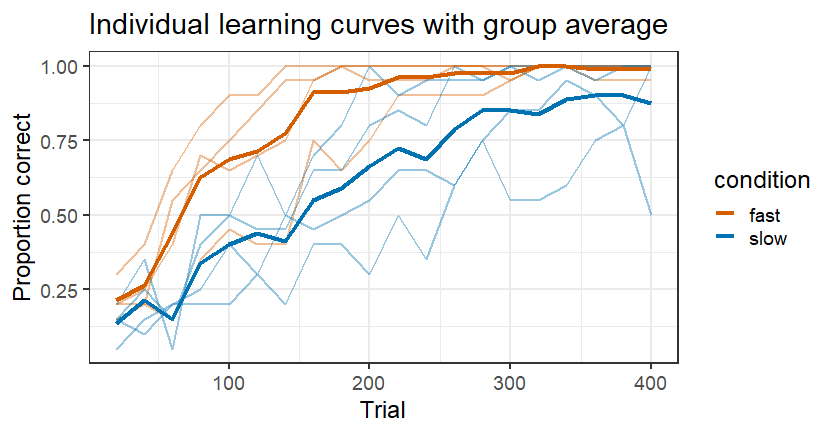 Individual learning curves with group average
1.00
0.75
0.50
0.25
Proportion correct
100 200 300 400
Trial
condition
fast
slow